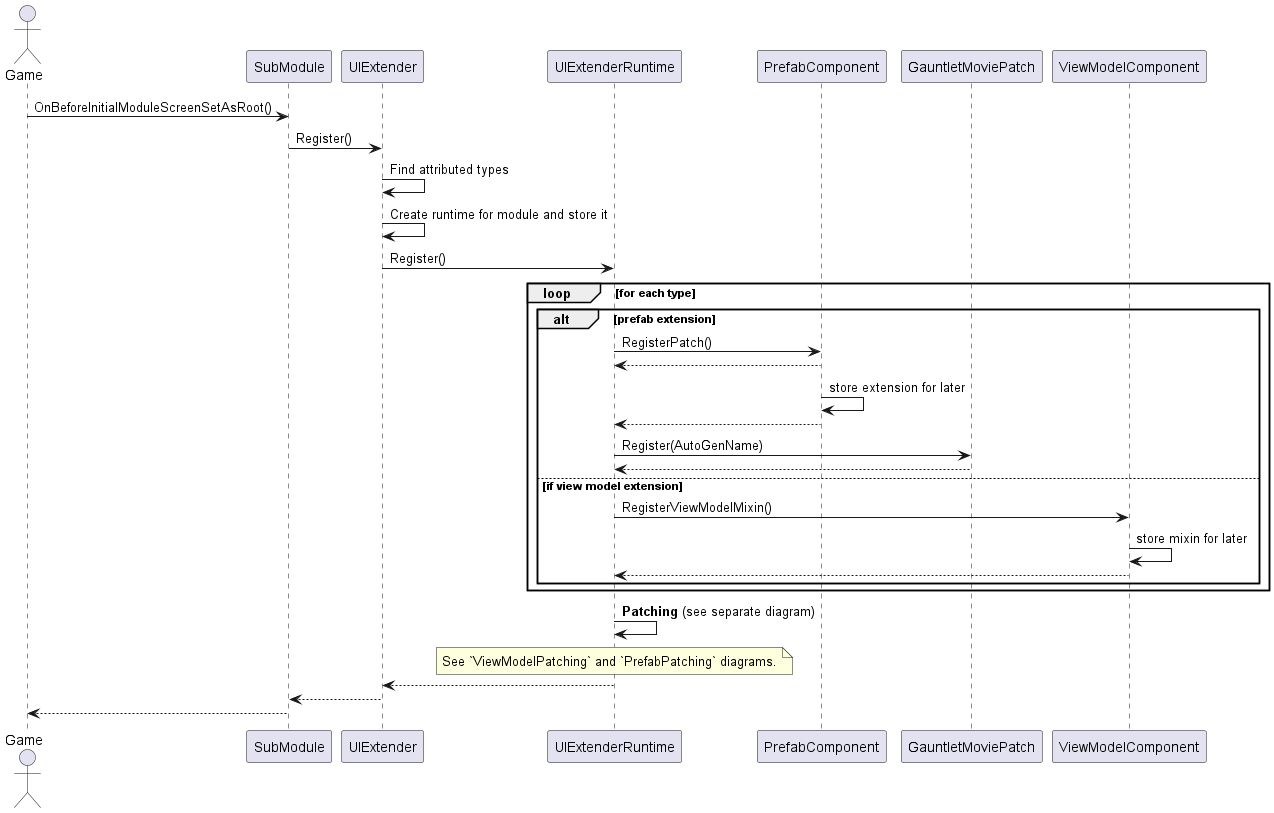 Game
SubModule
UIExtender
UIExtenderRuntime
PrefabComponent
GauntletMoviePatch
ViewModelComponent
OnBeforeInitialModuleScreenSetAsRoot()
Register()
Find attributed types
Create runtime for module and store it
Register()
loop
[for each type]
alt
[prefab extension]
RegisterPatch()
store extension for later
Register(AutoGenName)
[if view model extension]
RegisterViewModelMixin()
store mixin for later
Patching (see separate diagram)
See `ViewModelPatching` and `PrefabPatching` diagrams.
Game
SubModule
UIExtender
UIExtenderRuntime
PrefabComponent
GauntletMoviePatch
ViewModelComponent